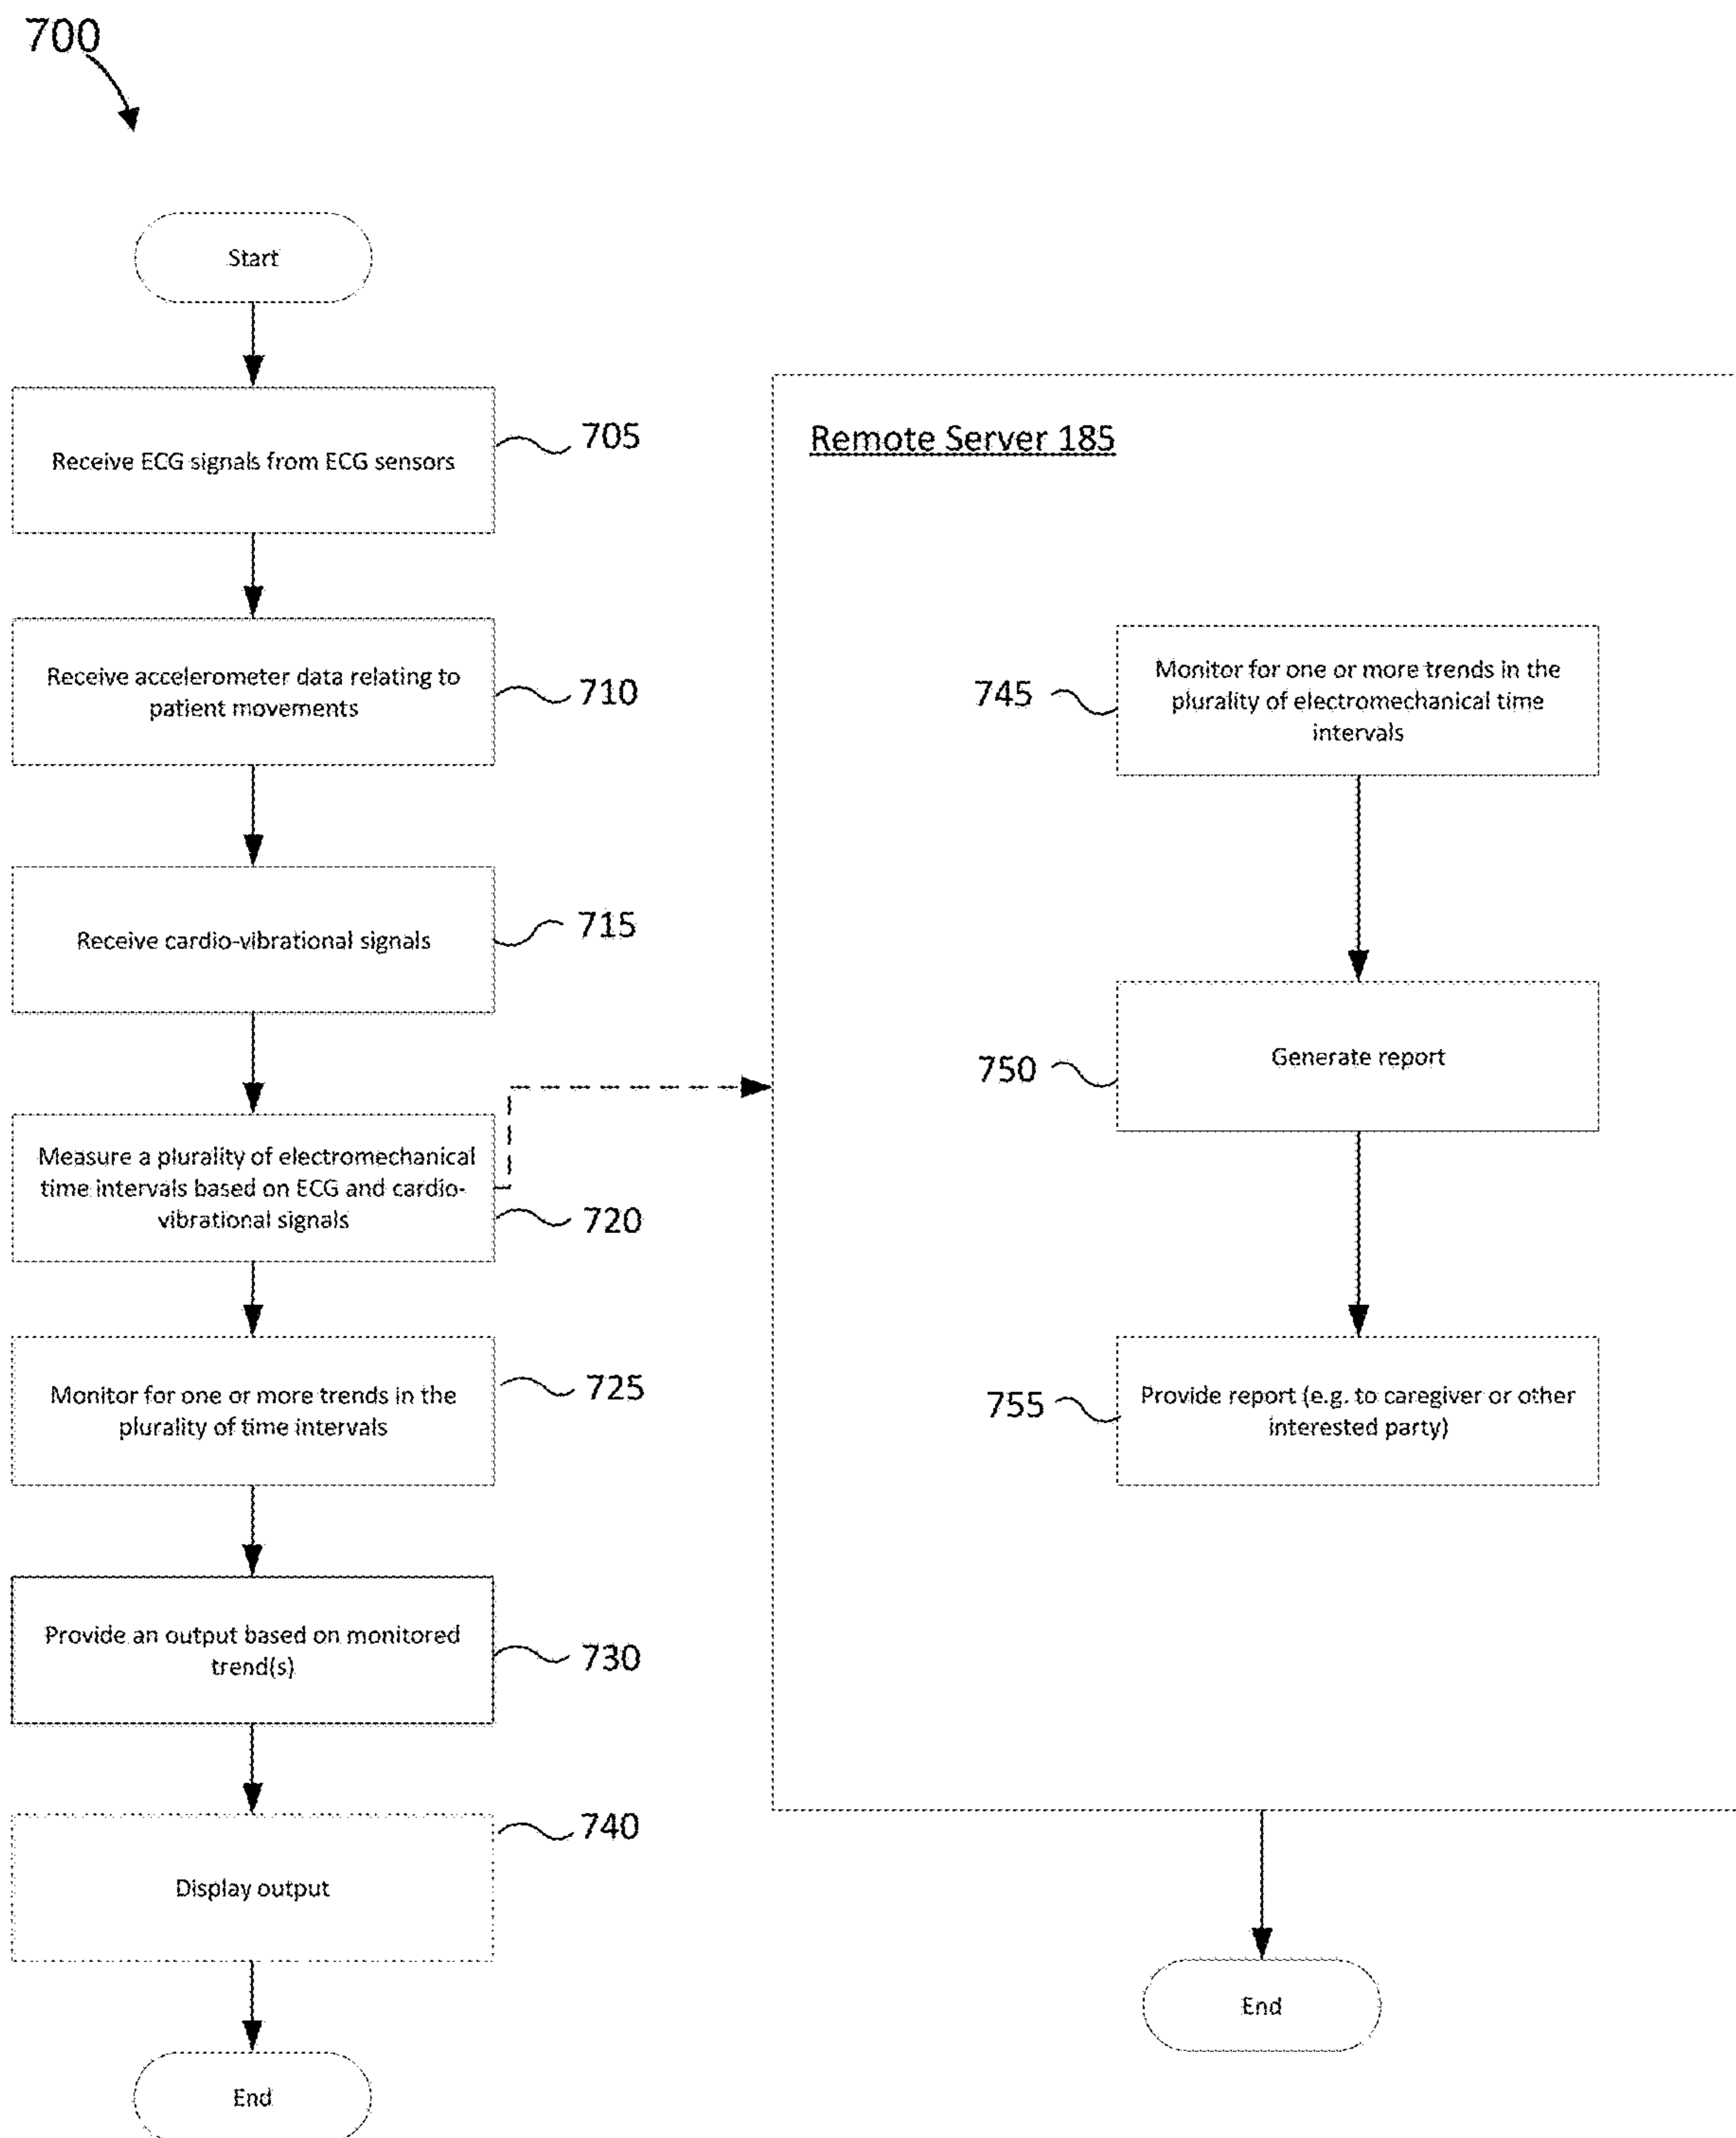 700
Start
Receive ECG signals from ECG sensors
705
Receive accelerometer data relating to
patient movements
710
Receive cardio-vibrational signals
715
Measure a plurality of electromechanical
time intervals based on ECG and cardio-
vibrational signals
720
Monitor for one or more trends in the
plurality of time intervals
725
Provide an output based on monitored
trend(s)
730
Display output
740
End
Remote Server 185
Monitor for one or more trends in the
plurality of electromechanical time
intervals
745
Generate report
750
Provide report (e.g. to caregiver or other
interested party)
755
End